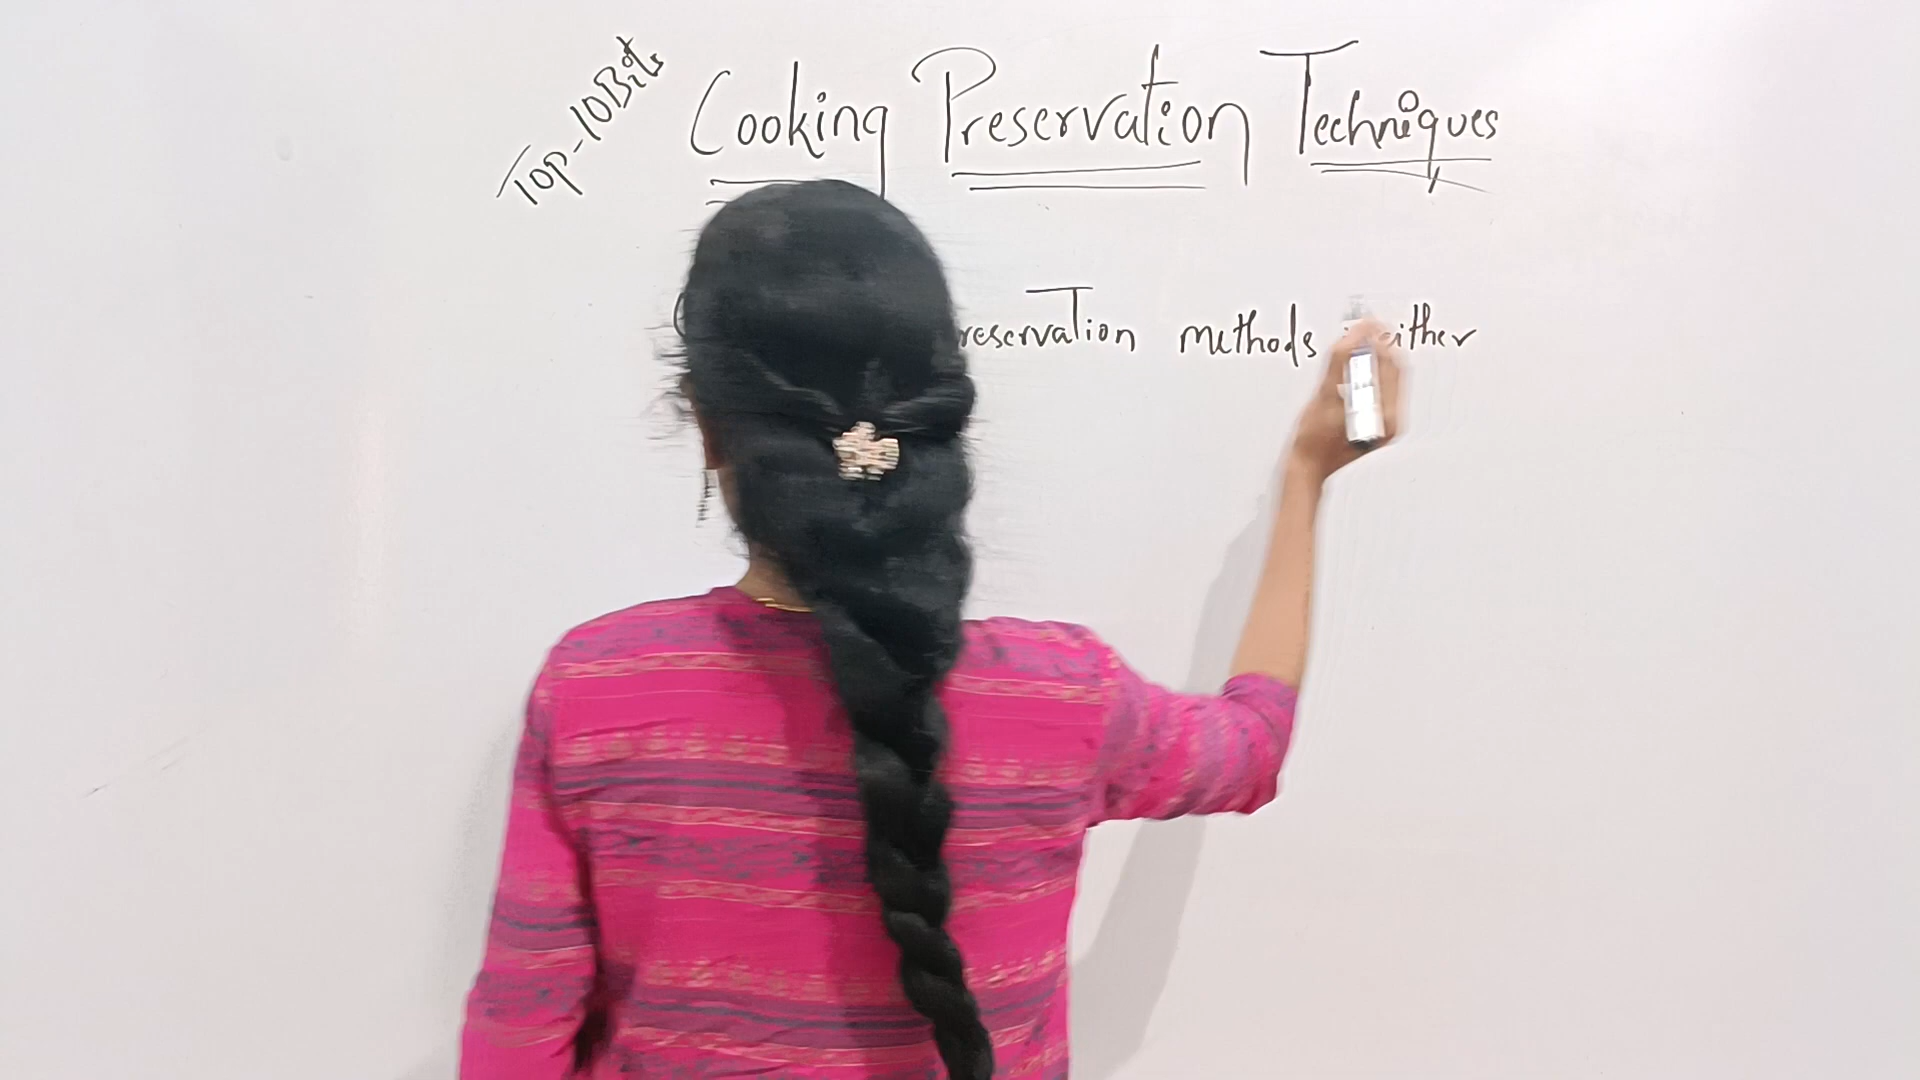 Top-10Bits
Cooking Preservation Techniques
reservation methods either